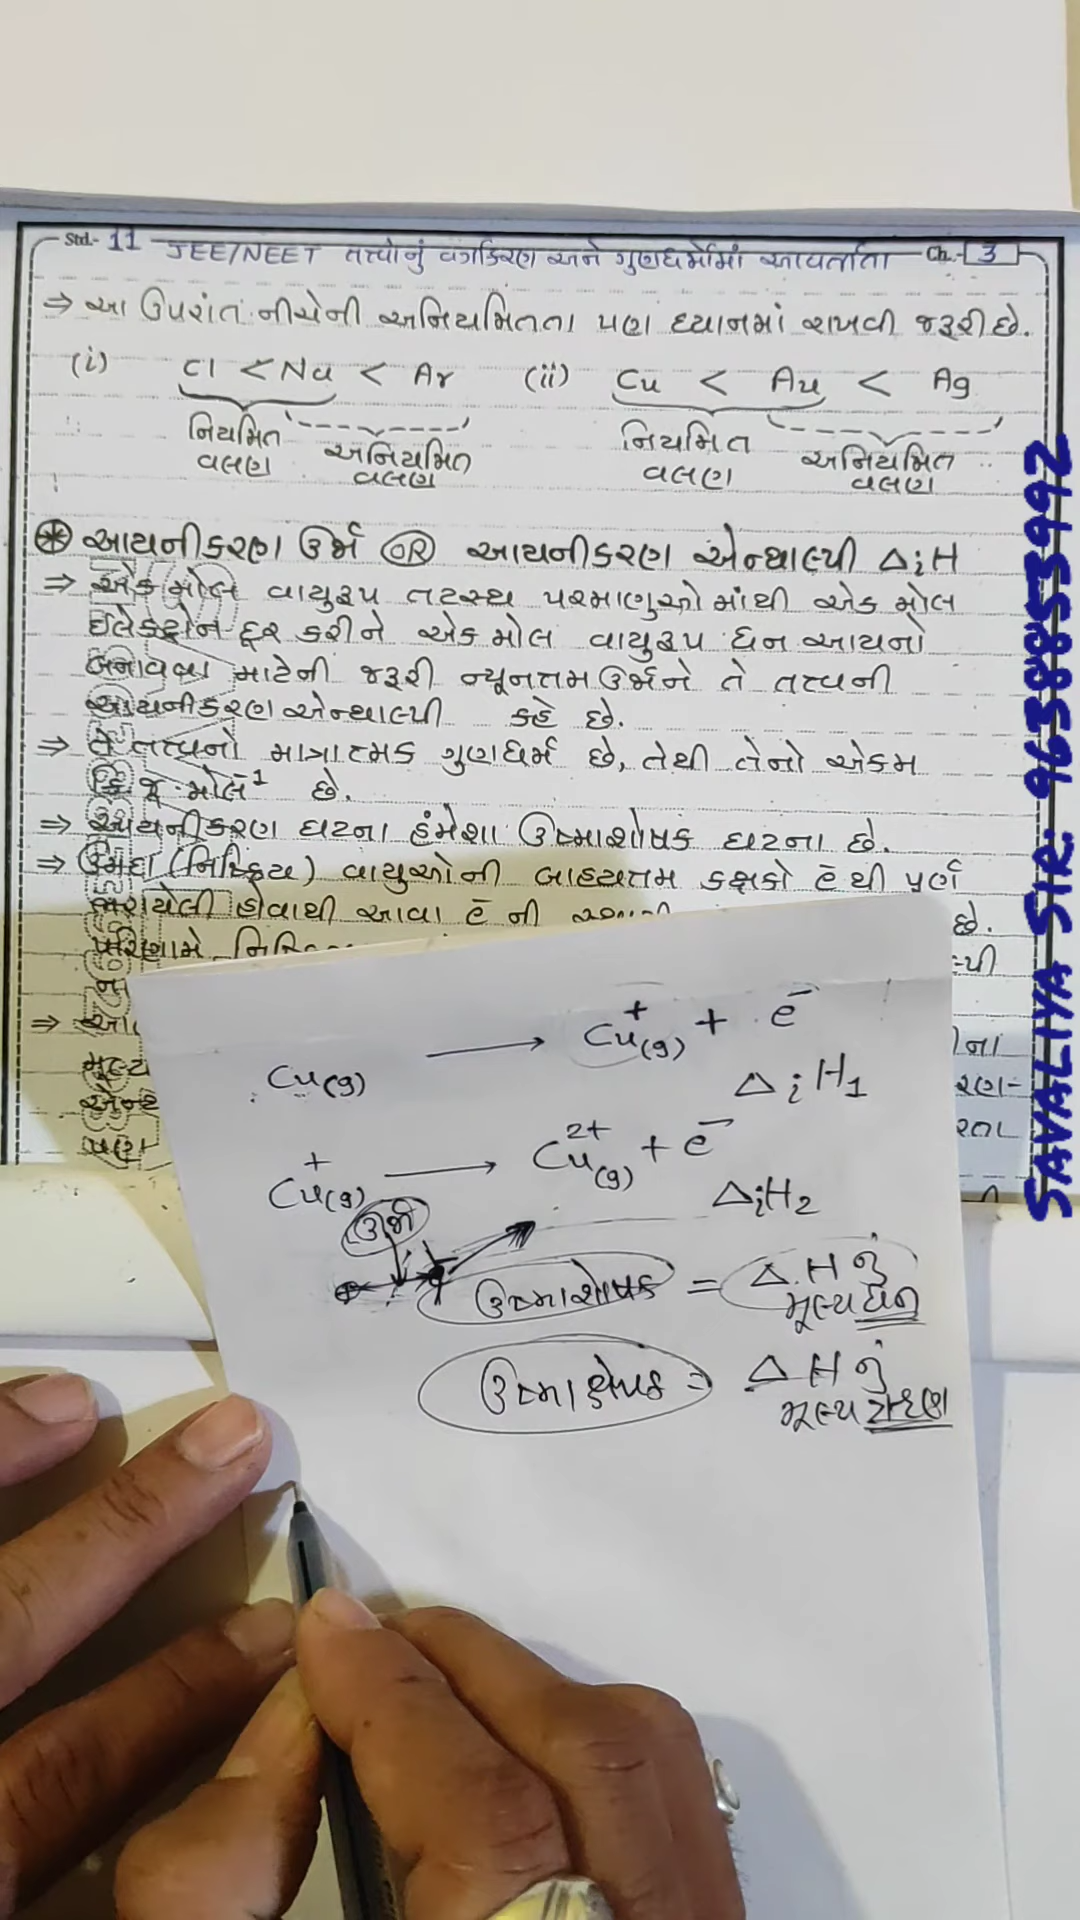 Std.- 11 JEE/NEET તત્ત્વોનું વર્ગીકરણ અને ગુણધર્મોમાં આવર્તતા Ch.- 3
⇒ આ ઉપરાંત નીચેની અનિયમિતતા પણ ધ્યાનમાં રાખવી જરૂરી છે.
(i) Cl < Na < Ar (ii) Cu < Au < Ag
નિયમિત વલણ અનિયમિત વલણ નિયમિત વલણ અનિયમિત વલણ
⊛ આયનીકરણ ઉર્જા OR આયનીકરણ એન્થાલ્પી ΔiH
⇒ એક મોલ વાયુરૂપ તટસ્થ પરમાણુઓમાંથી એક મોલ
ઈલેક્ટ્રોન દૂર કરીને એક મોલ વાયુરૂપ ધન આયનો
બનાવવા માટેની જરૂરી ન્યૂનત્તમ ઉર્જાને તે તત્ત્વની
આયનીકરણ એન્થાલ્પી કહે છે.
⇒ તે તત્ત્વનો માત્રાત્મક ગુણધર્મ છે, તેથી તેનો એકમ
કિ.જૂ.મોલ⁻¹ છે.
⇒ આયનીકરણ ઘટના હંમેશા ઉષ્માશોષક ઘટના છે.
⇒ ઉમદા (નિષ્ક્રિય) વાયુઓની બાહ્યતમ કક્ષકો ē થી પૂર્ણ
ભરાયેલી હોવાથી આવા ē ની છે.
પરિણામે
⇒
મૂલ્ય
પણ
Cu(g) ⟶ Cu⁺(g) + ē
ΔiH1
Cu⁺(g) ⟶ Cu²⁺(g) + ē
ΔiH2
ઉર્જા
ઉષ્માશોષક = ΔH નું
મૂલ્ય ધન
ઉષ્માક્ષેપક = ΔH નું
મૂલ્ય ઋણ
SAVALIYA SIR: 9638853992